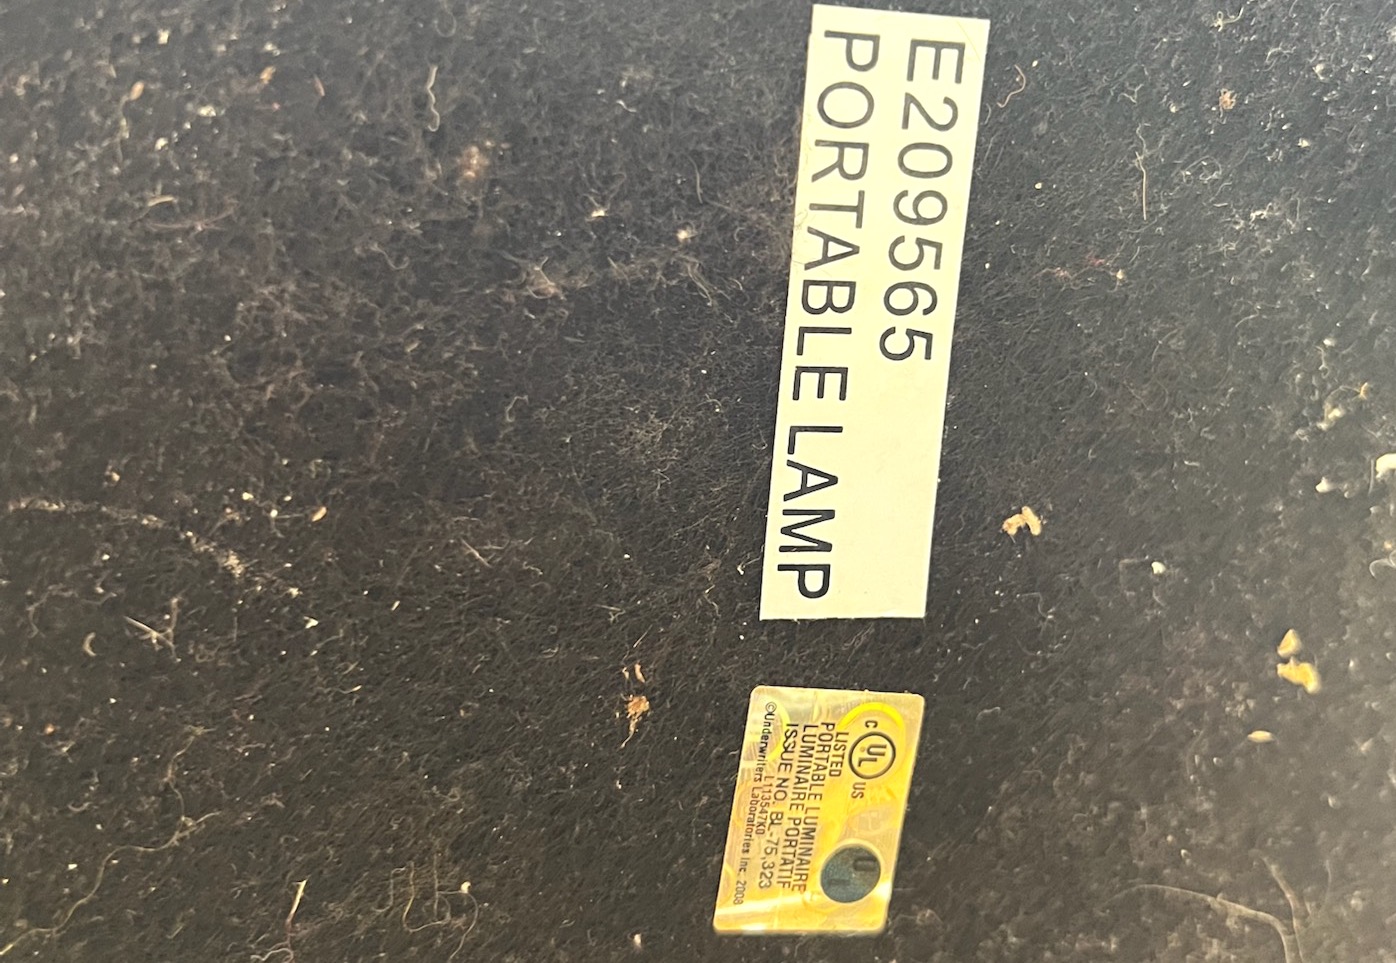 E209565
PORTABLE LAMP
C UL US
LISTED
PORTABLE LUMINAIRE
LUMINAIRE PORTATIF
ISSUE NO. BL-75,323
L113547K0
©Underwriters Laboratories Inc. 2008